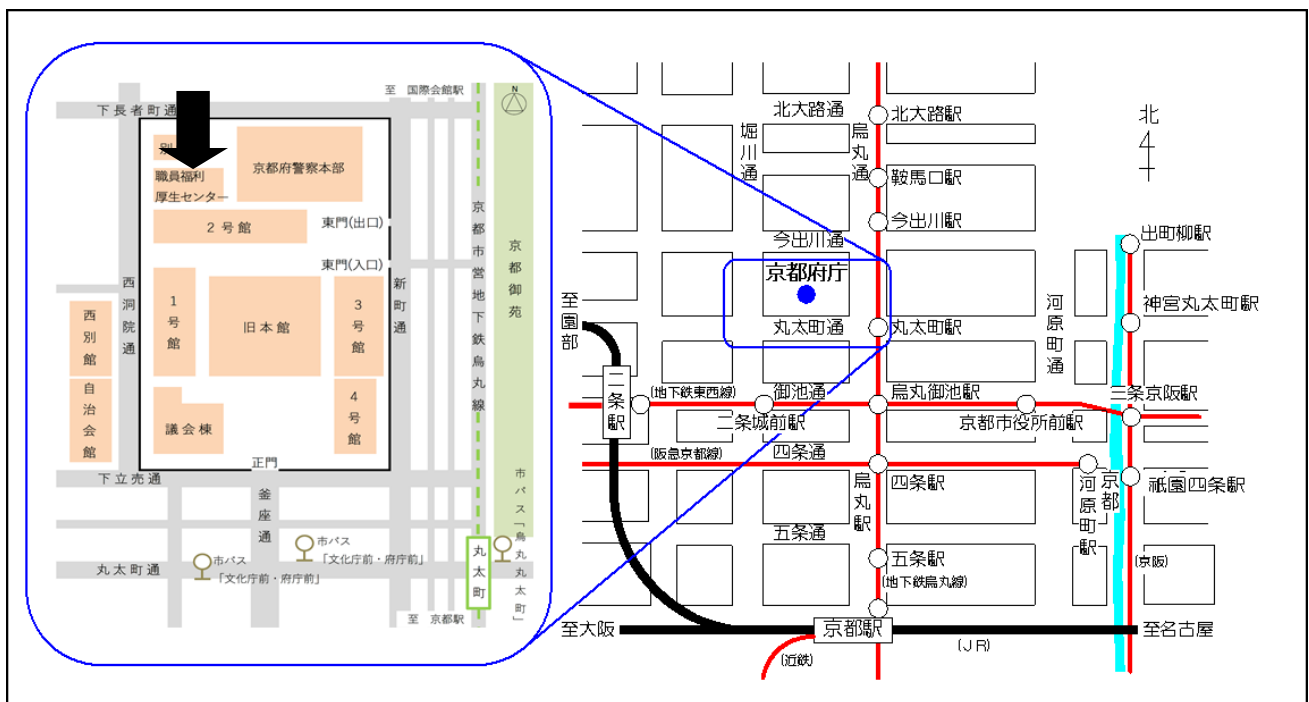 至 国際会館駅
N
下長者町通
別
職員福利
厚生センター
京都府警察本部
2号館
東門(出口)
東門(入口)
西洞院通
新町通
京都市営地下鉄烏丸線
京都御苑
1号館
旧本館
3号館
西別館
自治会館
議会棟
4号館
正門
下立売通
釜座通
市バス
「文化庁前・府庁前」
市バス
「文化庁前・府庁前」
丸太町通
丸太町
市バス「烏丸丸太町」
至 京都駅
北大路通
北大路駅
堀川通
烏丸通
鞍馬口駅
今出川駅
今出川通
北
出町柳駅
京都府庁
至園部
丸太町通
丸太町駅
河原町通
神宮丸太町駅
二条駅
(地下鉄東西線)
御池通
烏丸御池駅
三条京阪駅
二条城前駅
京都市役所前駅
(阪急京都線)
四条通
烏丸駅
四条駅
京都
河原町駅
祇園四条駅
五条通
五条駅
(地下鉄烏丸線)
(京阪)
至大阪
京都駅
至名古屋
(近鉄)
(JR)